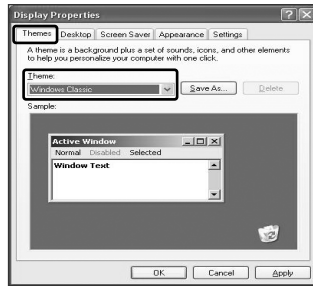 Display Properties
Themes Desktop Screen Saver Appearance Settings
A theme is a background plus a set of sounds, icons, and other elements
to help you personalize your computer with one click.
Theme:
Windows Classic Save As... Delete
Sample:
Active Window
Normal Disabled Selected
Window Text
OK Cancel Apply